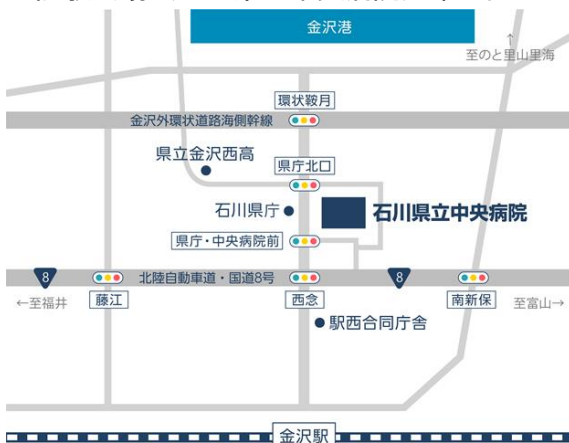 金沢港
↑
至のと里山里海
環状鞍月
金沢外環状道路海側幹線
県立金沢西高
県庁北口
石川県庁
石川県立中央病院
県庁・中央病院前
8
北陸自動車道・国道8号
8
←至福井
藤江
西念
南新保
至富山→
駅西合同庁舎
金沢駅